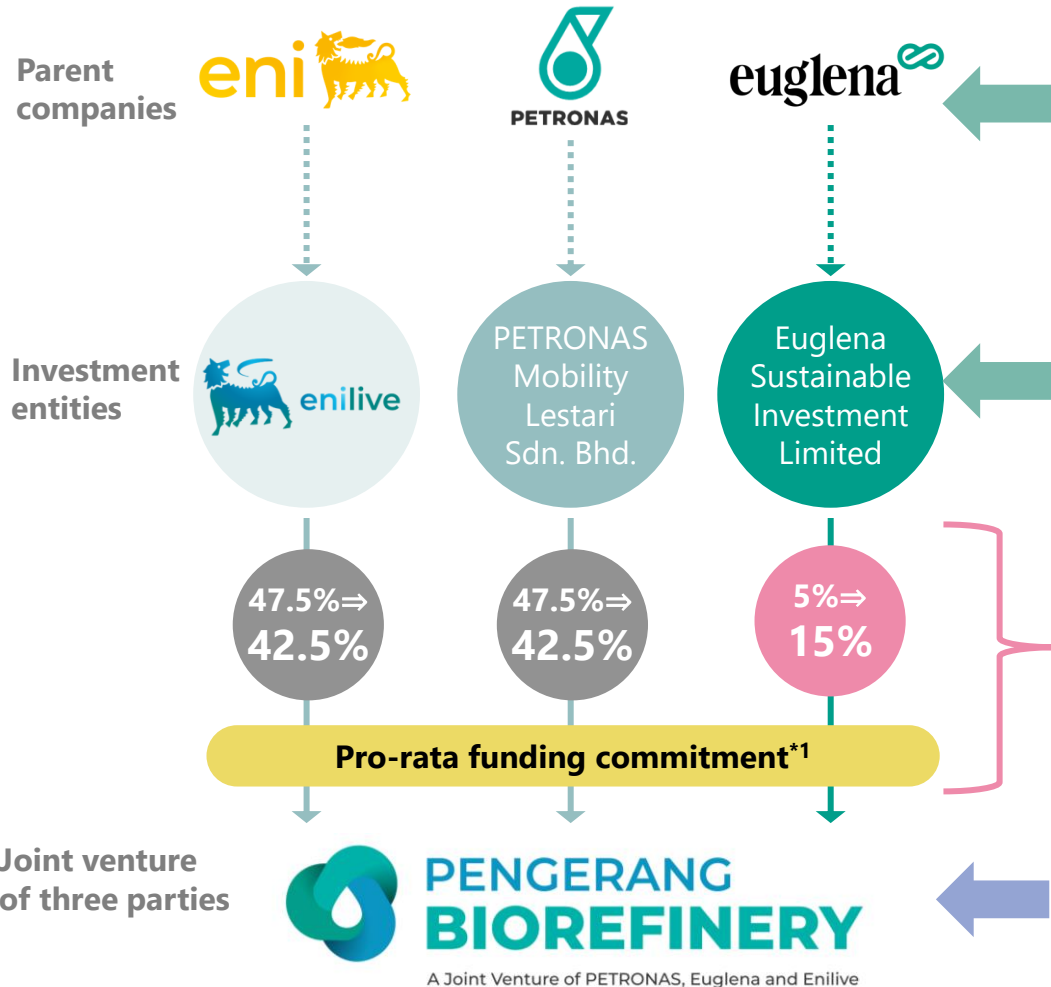 Parent
companies
eni
PETRONAS
euglena
Investment
entities
enilive
PETRONAS
Mobility
Lestari
Sdn. Bhd.
Euglena
Sustainable
Investment
Limited
47.5%⇒
42.5%
47.5%⇒
42.5%
5%⇒
15%
Pro-rata funding commitment*1
Joint venture
of three parties
PENGERANG
BIOREFINERY
A Joint Venture of PETRONAS, Euglena and Enilive